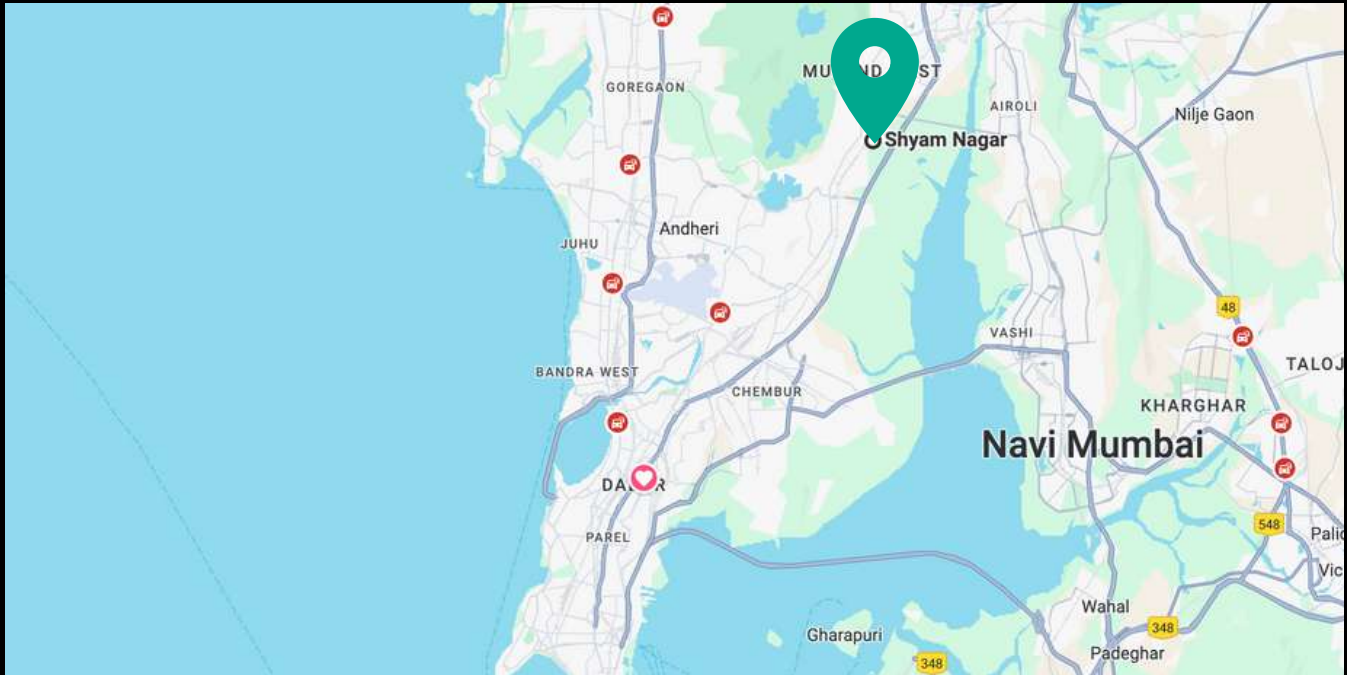 GOREGAON
AIROLI
Nilje Gaon
Shyam Nagar
Andheri
JUHU
48
VASHI
TALOJ
BANDRA WEST
CHEMBUR
KHARGHAR
Navi Mumbai
PAREL
548
Palic
Vic
Wahal
348
Gharapuri
Padeghar
348